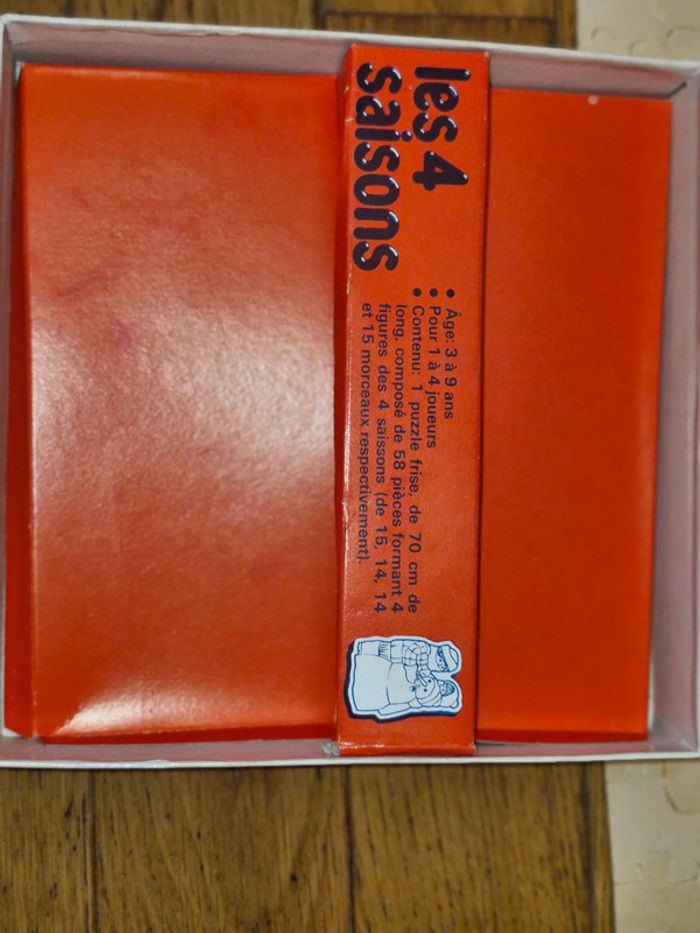 les 4
saisons
• Âge: 3 à 9 ans
• Pour 1 à 4 joueurs
• Contenu: 1 puzzle frise, de 70 cm de
long, composé de 58 pièces formant 4
figures des 4 saissons (de 15, 14, 14
et 15 morceaux respectivement).